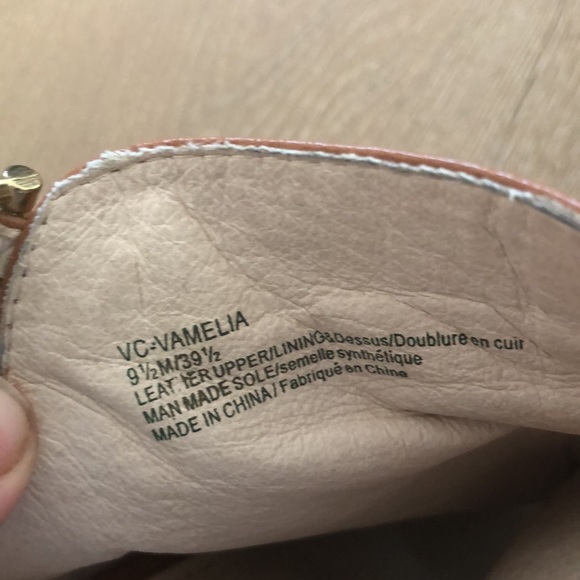 VC-VAMELIA
9½M/39½
LEATHER UPPER/LINING&Dessus/Doublure en cuir
MAN MADE SOLE/semelle synthétique
MADE IN CHINA/Fabriqué en China